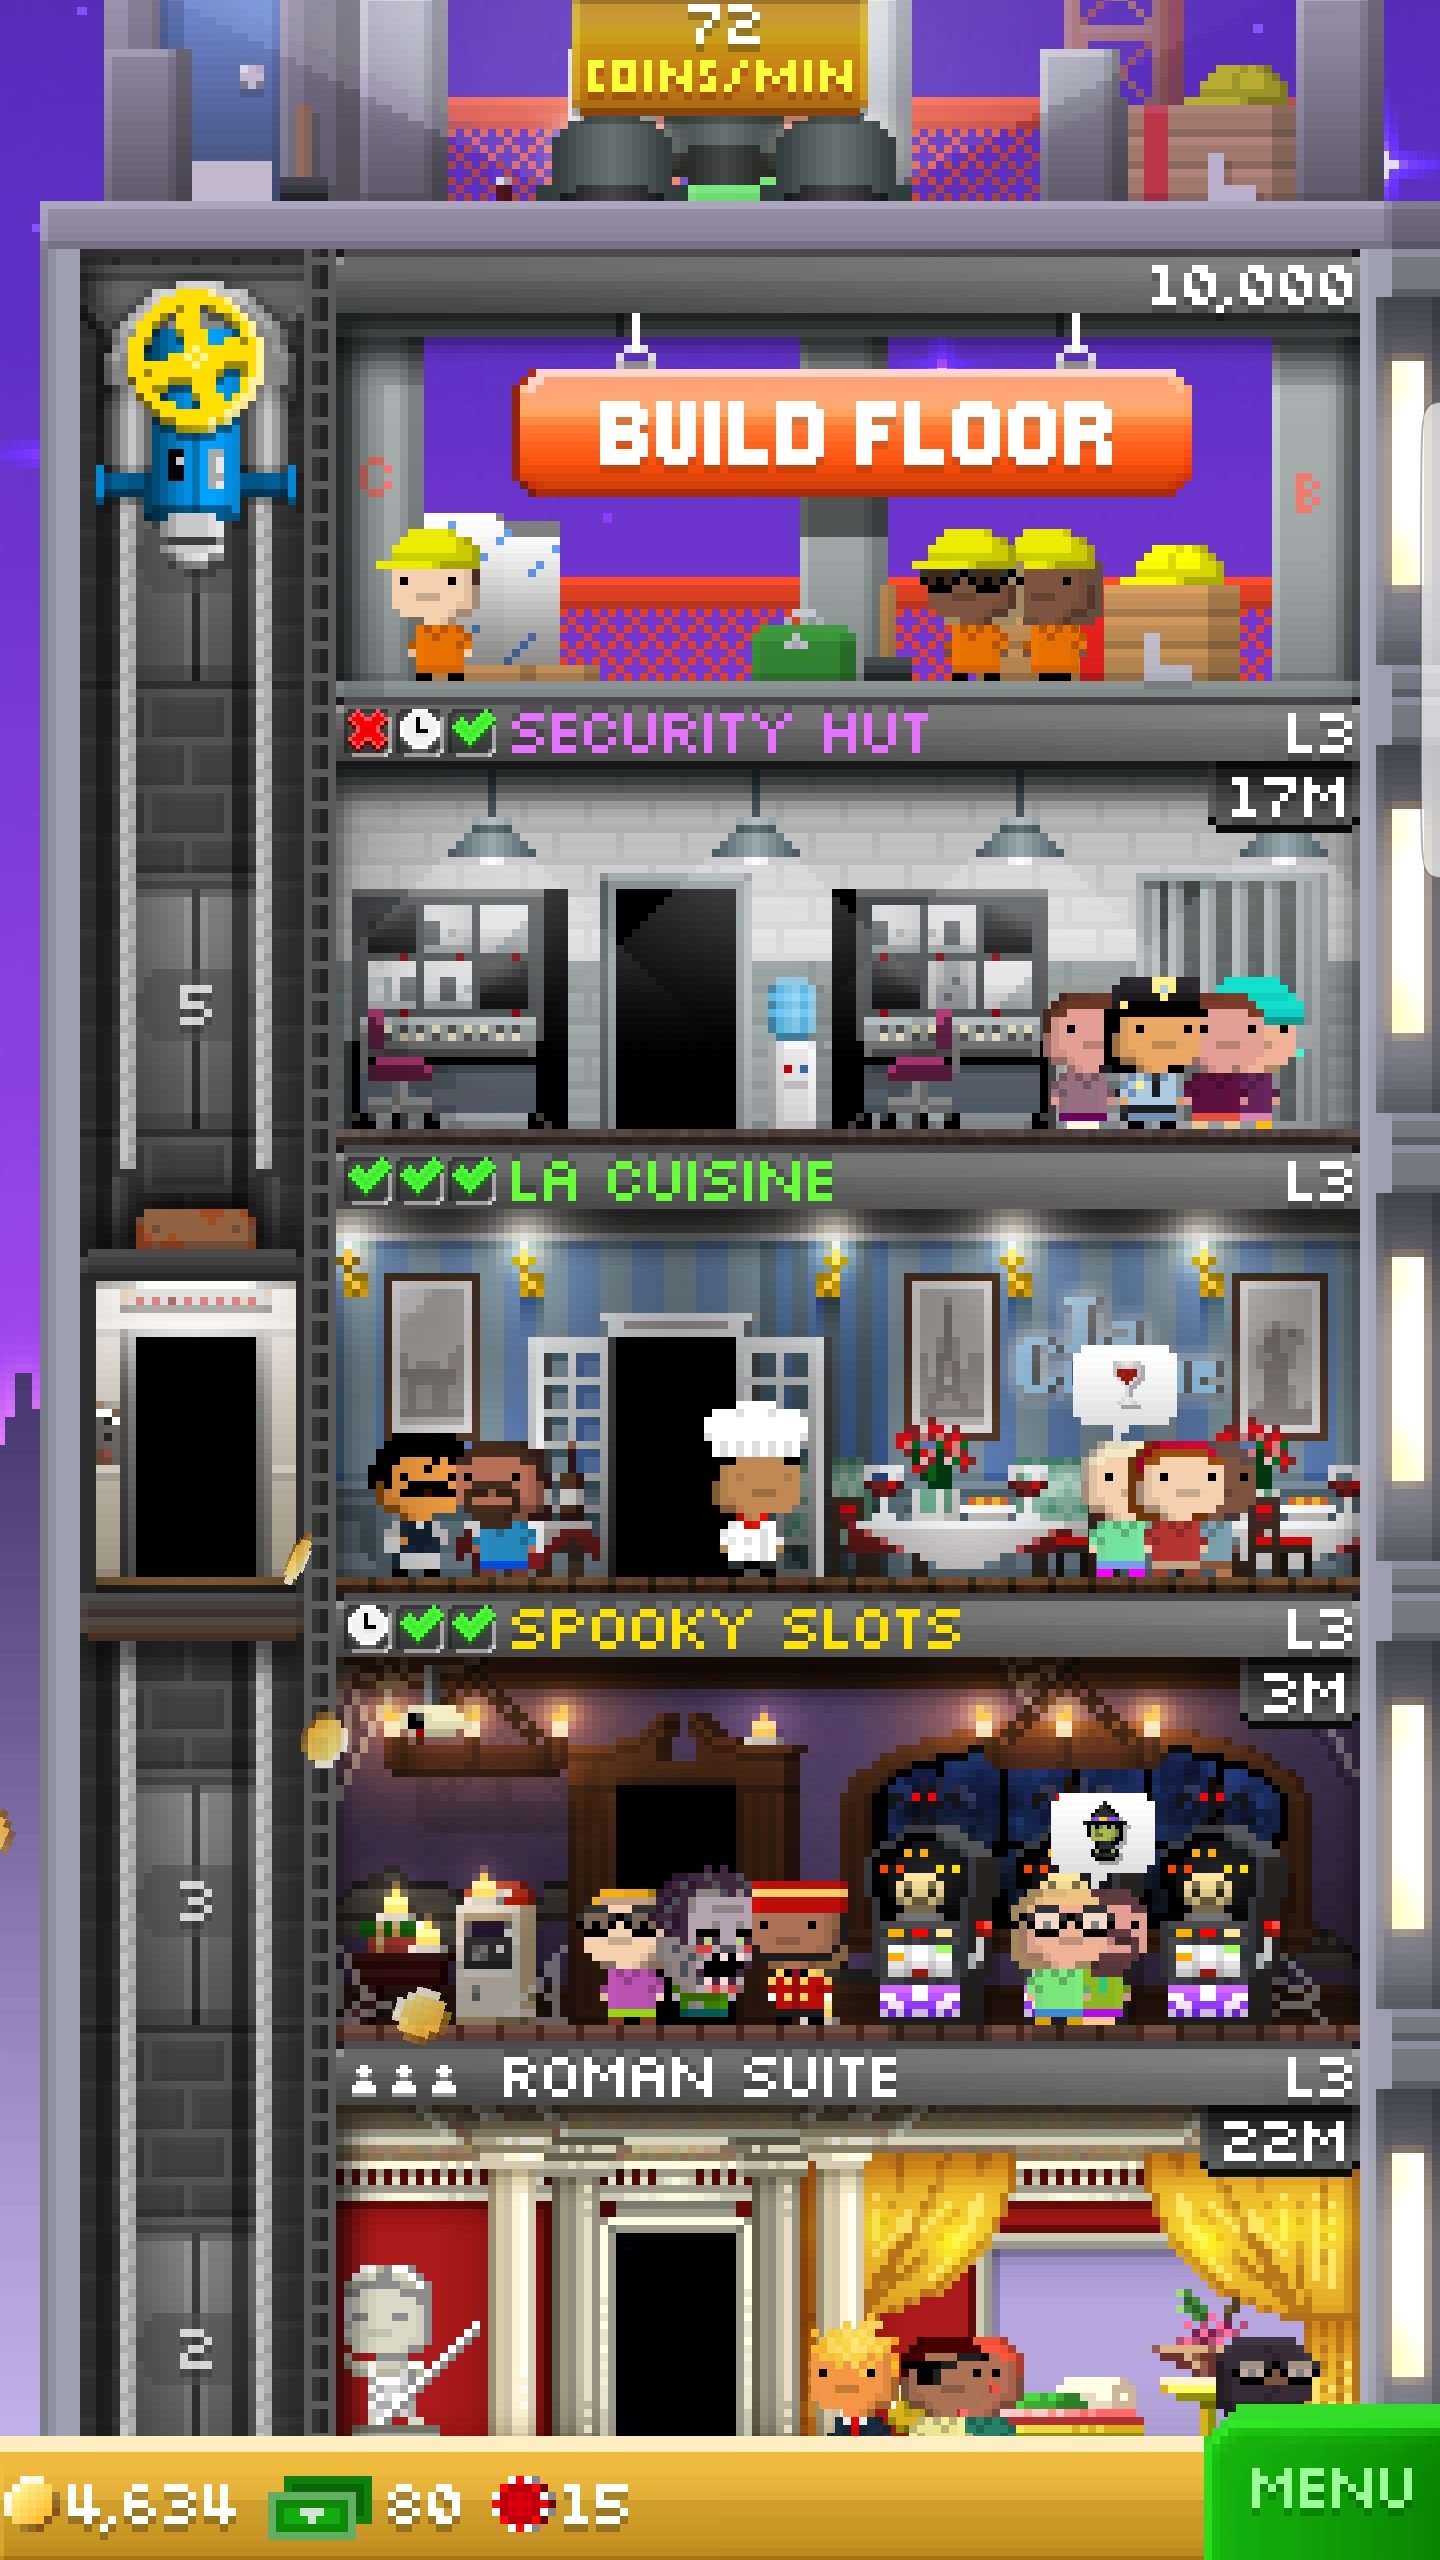 72
COINS/MIN
10,000
BUILD FLOOR
C
B
SECURITY HUT L3
17M
5
LA CUISINE L3
la
SPOOKY SLOTS L3
3M
3
ROMAN SUITE L3
22M
2
4,634 80 15
MENU